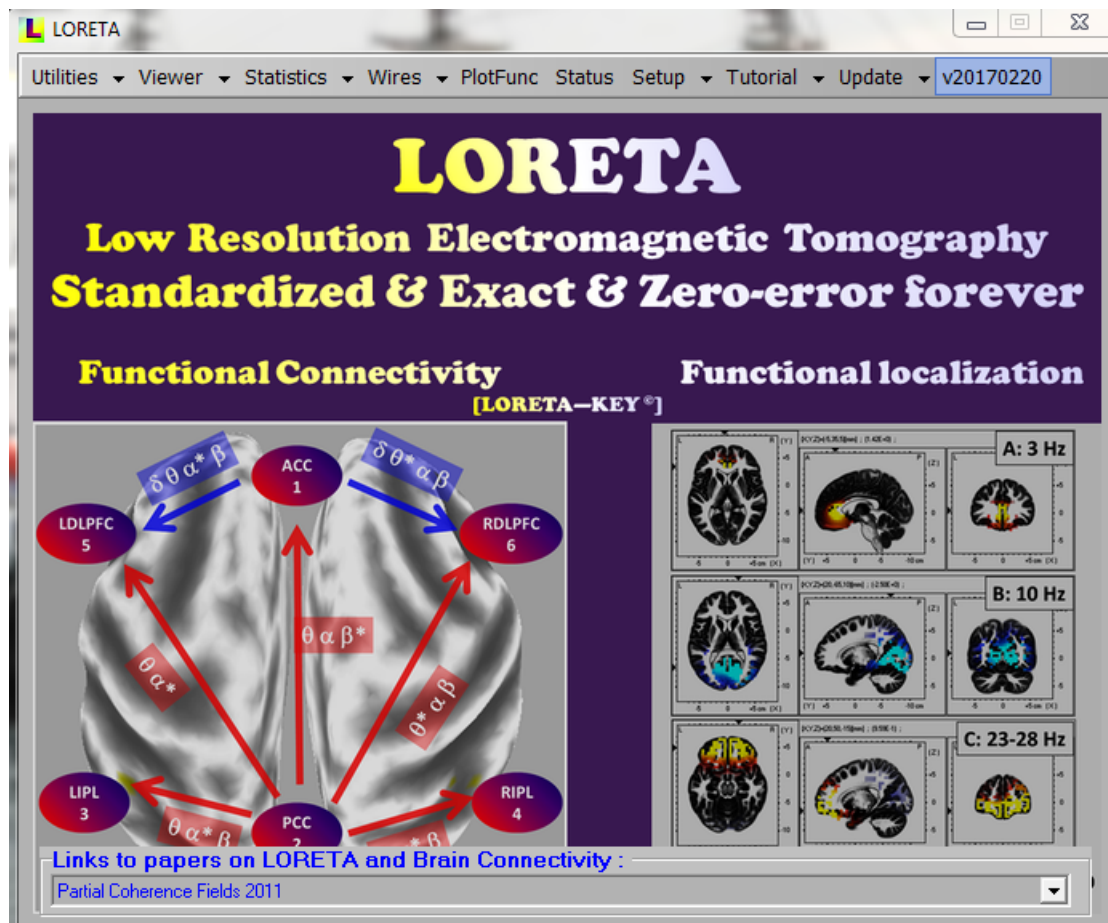 LORETA
Utilities Viewer Statistics Wires PlotFunc Status Setup Tutorial Update v20170220
LORETA
Low Resolution Electromagnetic Tomography
Standardized & Exact & Zero-error forever
Functional Connectivity
Functional localization
[LORETA—KEY©]
δ θ α* β
ACC
1
δ θ* α β
LDLPFC
5
RDLPFC
6
θ α β*
θ α*
θ* α β
LIPL
3
RIPL
4
PCC
2
θ α* β
A: 3 Hz
B: 10 Hz
C: 23-28 Hz
Links to papers on LORETA and Brain Connectivity :
Partial Coherence Fields 2011